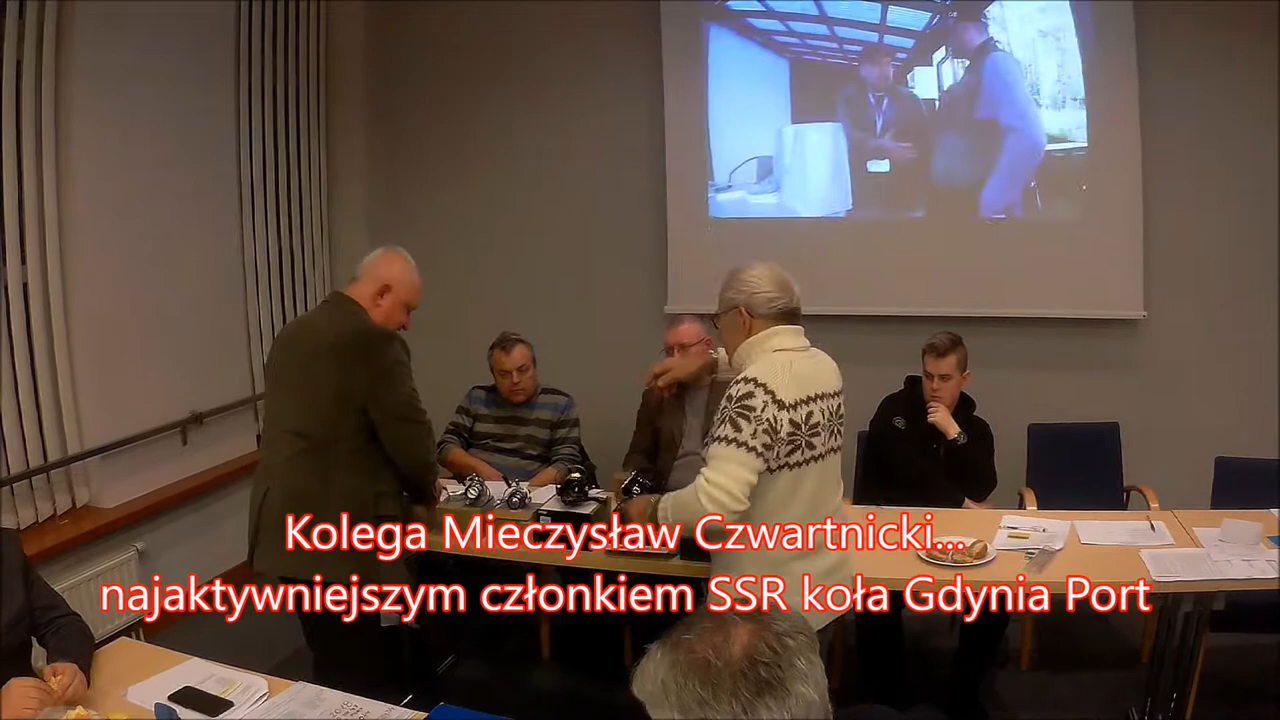 Kolega Mieczysław Czwartnicki...
najaktywniejszym członkiem SSR koła Gdynia Port